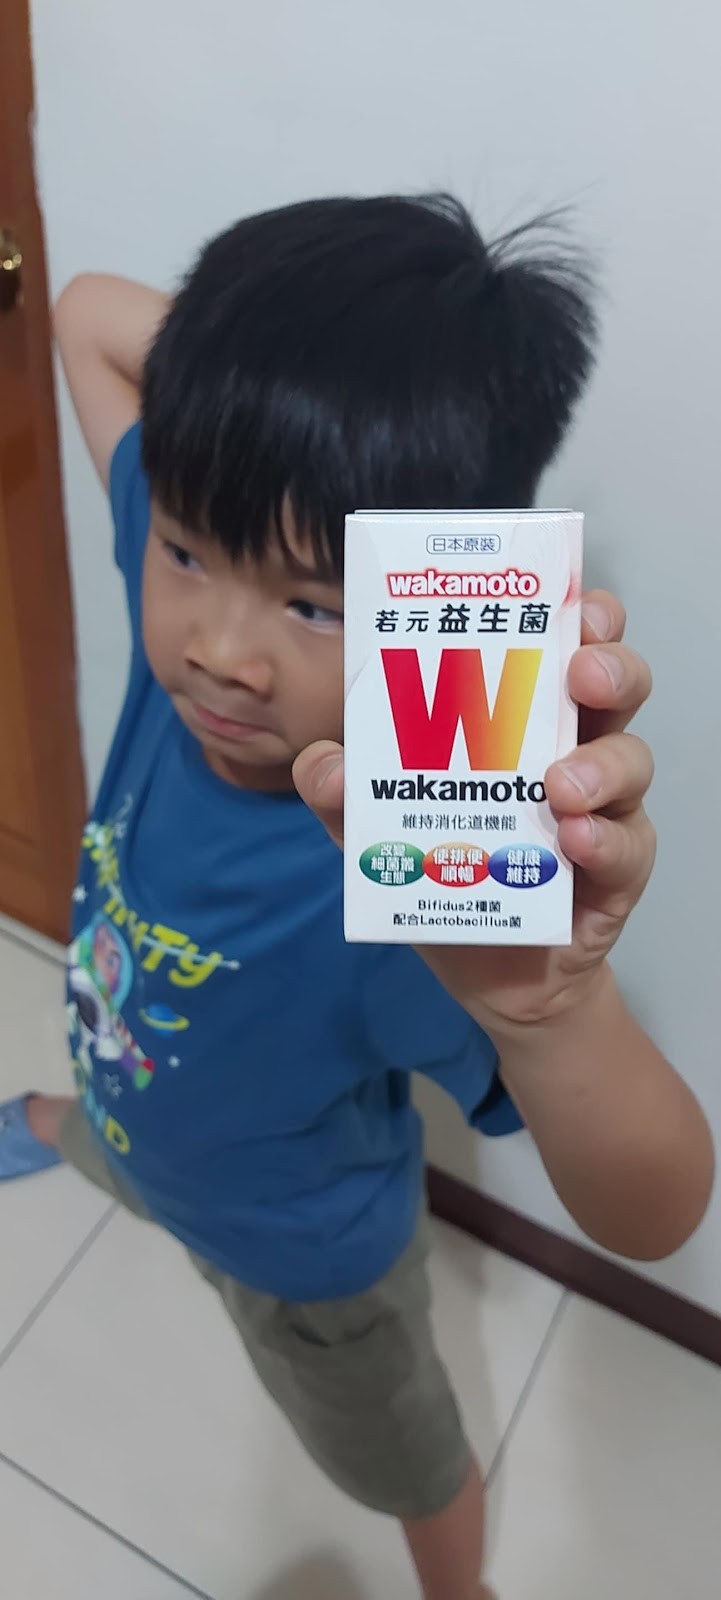 日本原裝
wakamoto
若元益生菌
W
wakamoto
維持消化道機能
改變
細菌叢
生態
使排便
順暢
健康
維持
Bifidus2種菌
配合Lactobacillus菌